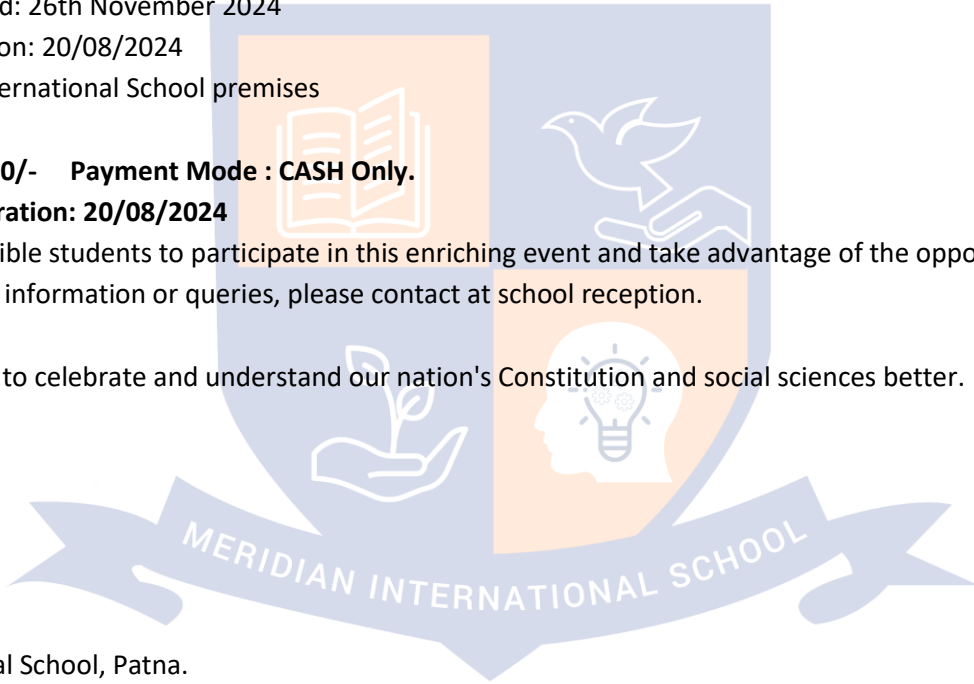 d: 26th November 2024
on: 20/08/2024
ernational School premises
0/- Payment Mode : CASH Only.
ration: 20/08/2024
ible students to participate in this enriching event and take advantage of the oppo
information or queries, please contact at school reception.
to celebrate and understand our nation's Constitution and social sciences better.
MERIDIAN INTERNATIONAL SCHOOL
al School, Patna.